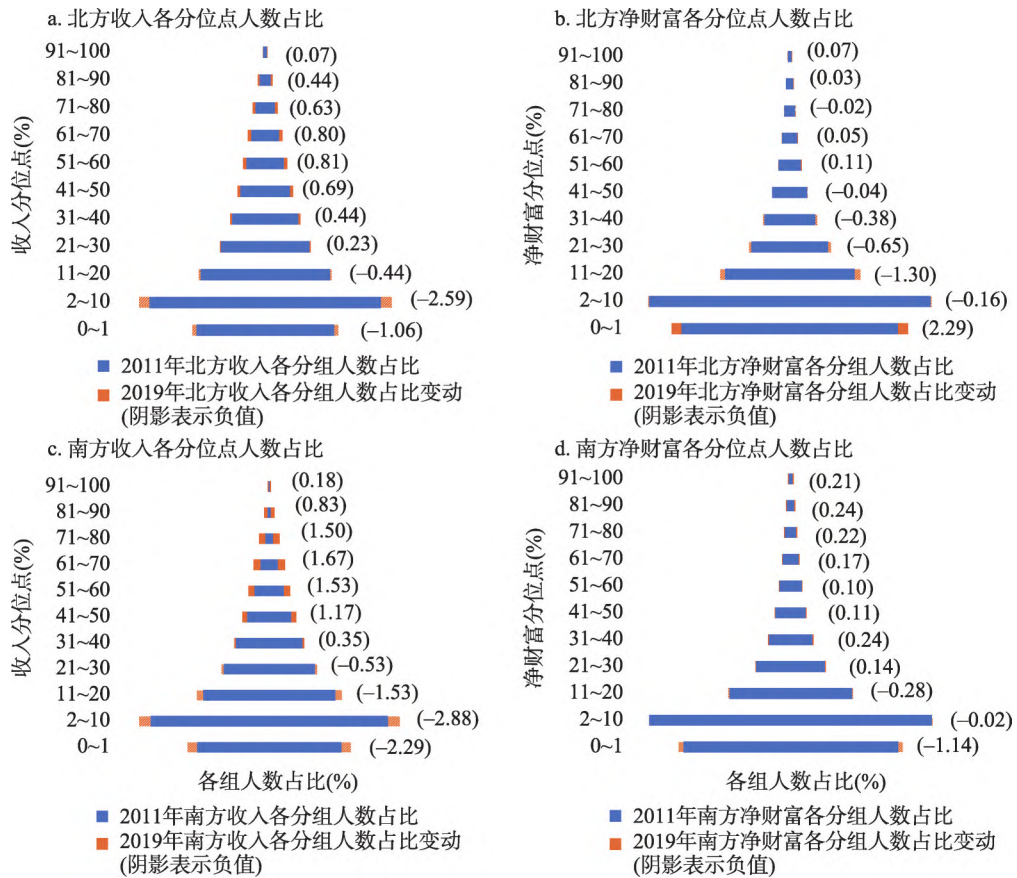 a. 北方收入各分位点人数占比
收入分位点(%)
91~100 (0.07)
81~90 (0.44)
71~80 (0.63)
61~70 (0.80)
51~60 (0.81)
41~50 (0.69)
31~40 (0.44)
21~30 (0.23)
11~20 (–0.44)
2~10 (–2.59)
0~1 (–1.06)
2011年北方收入各分组人数占比
2019年北方收入各分组人数占比变动
(阴影表示负值)
b. 北方净财富各分位点人数占比
净财富分位点(%)
91~100 (0.07)
81~90 (0.03)
71~80 (–0.02)
61~70 (0.05)
51~60 (0.11)
41~50 (–0.04)
31~40 (–0.38)
21~30 (–0.65)
11~20 (–1.30)
2~10 (–0.16)
0~1 (2.29)
2011年北方净财富各分组人数占比
2019年北方净财富各分组人数占比变动
(阴影表示负值)
c. 南方收入各分位点人数占比
收入分位点(%)
91~100 (0.18)
81~90 (0.83)
71~80 (1.50)
61~70 (1.67)
51~60 (1.53)
41~50 (1.17)
31~40 (0.35)
21~30 (–0.53)
11~20 (–1.53)
2~10 (–2.88)
0~1 (–2.29)
各组人数占比(%)
2011年南方收入各分组人数占比
2019年南方收入各分组人数占比变动
(阴影表示负值)
d. 南方净财富各分位点人数占比
净财富分位点(%)
91~100 (0.21)
81~90 (0.24)
71~80 (0.22)
61~70 (0.17)
51~60 (0.10)
41~50 (0.11)
31~40 (0.24)
21~30 (0.14)
11~20 (–0.28)
2~10 (–0.02)
0~1 (–1.14)
各组人数占比(%)
2011年南方净财富各分组人数占比
2019年南方净财富各分组人数占比变动
(阴影表示负值)